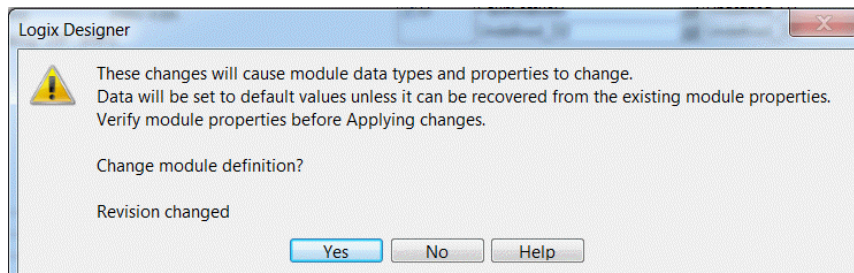 Logix Designer
These changes will cause module data types and properties to change.
Data will be set to default values unless it can be recovered from the existing module properties.
Verify module properties before Applying changes.
Change module definition?
Revision changed
Yes No Help